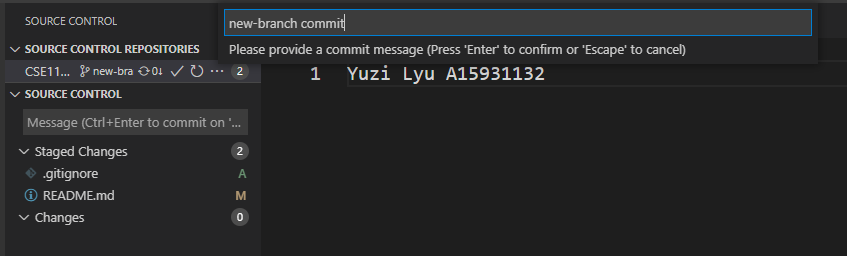 SOURCE CONTROL
new-branch commit
Please provide a commit message (Press 'Enter' to confirm or 'Escape' to cancel)
SOURCE CONTROL REPOSITORIES
CSE11... new-bra 0↓ ... 2
SOURCE CONTROL
Message (Ctrl+Enter to commit on '...
Staged Changes 2
.gitignore A
README.md M
Changes 0
1 Yuzi Lyu A15931132